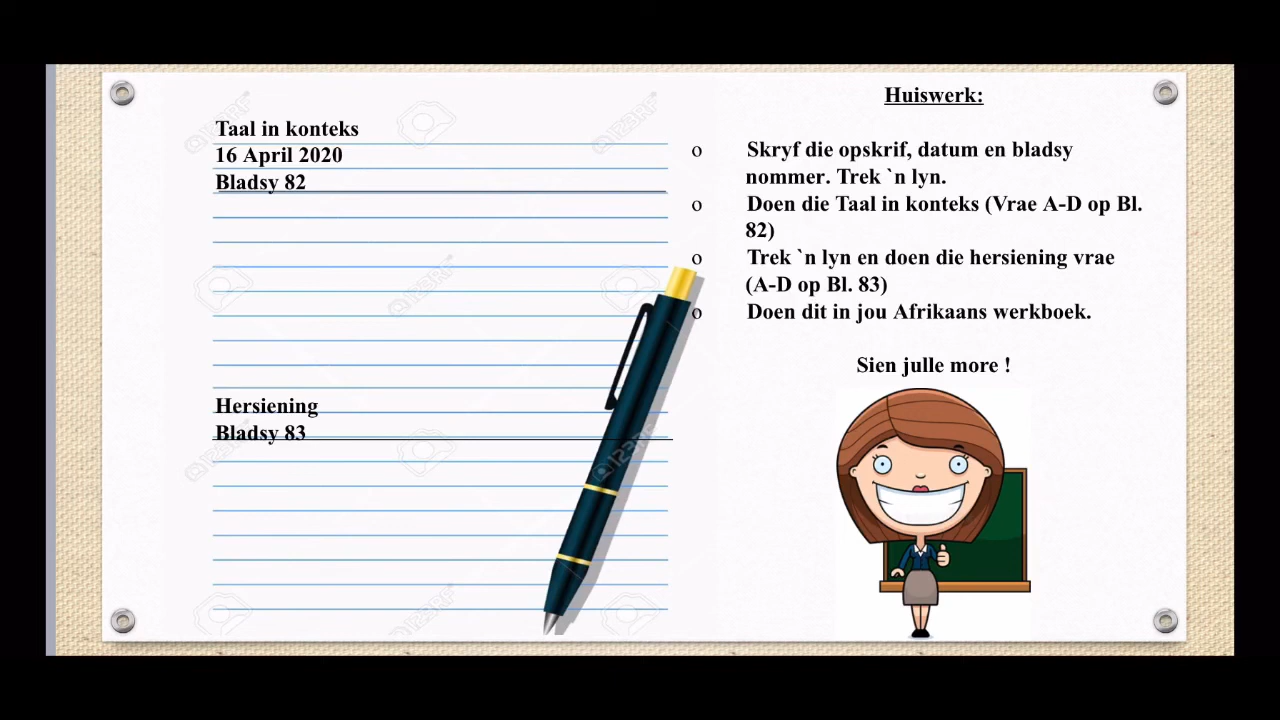 Taal in konteks
16 April 2020
Bladsy 82
Hersiening
Bladsy 83
Huiswerk:
o Skryf die opskrif, datum en bladsy
nommer. Trek `n lyn.
o Doen die Taal in konteks (Vrae A-D op Bl.
82)
o Trek `n lyn en doen die hersiening vrae
(A-D op Bl. 83)
o Doen dit in jou Afrikaans werkboek.
Sien julle more !